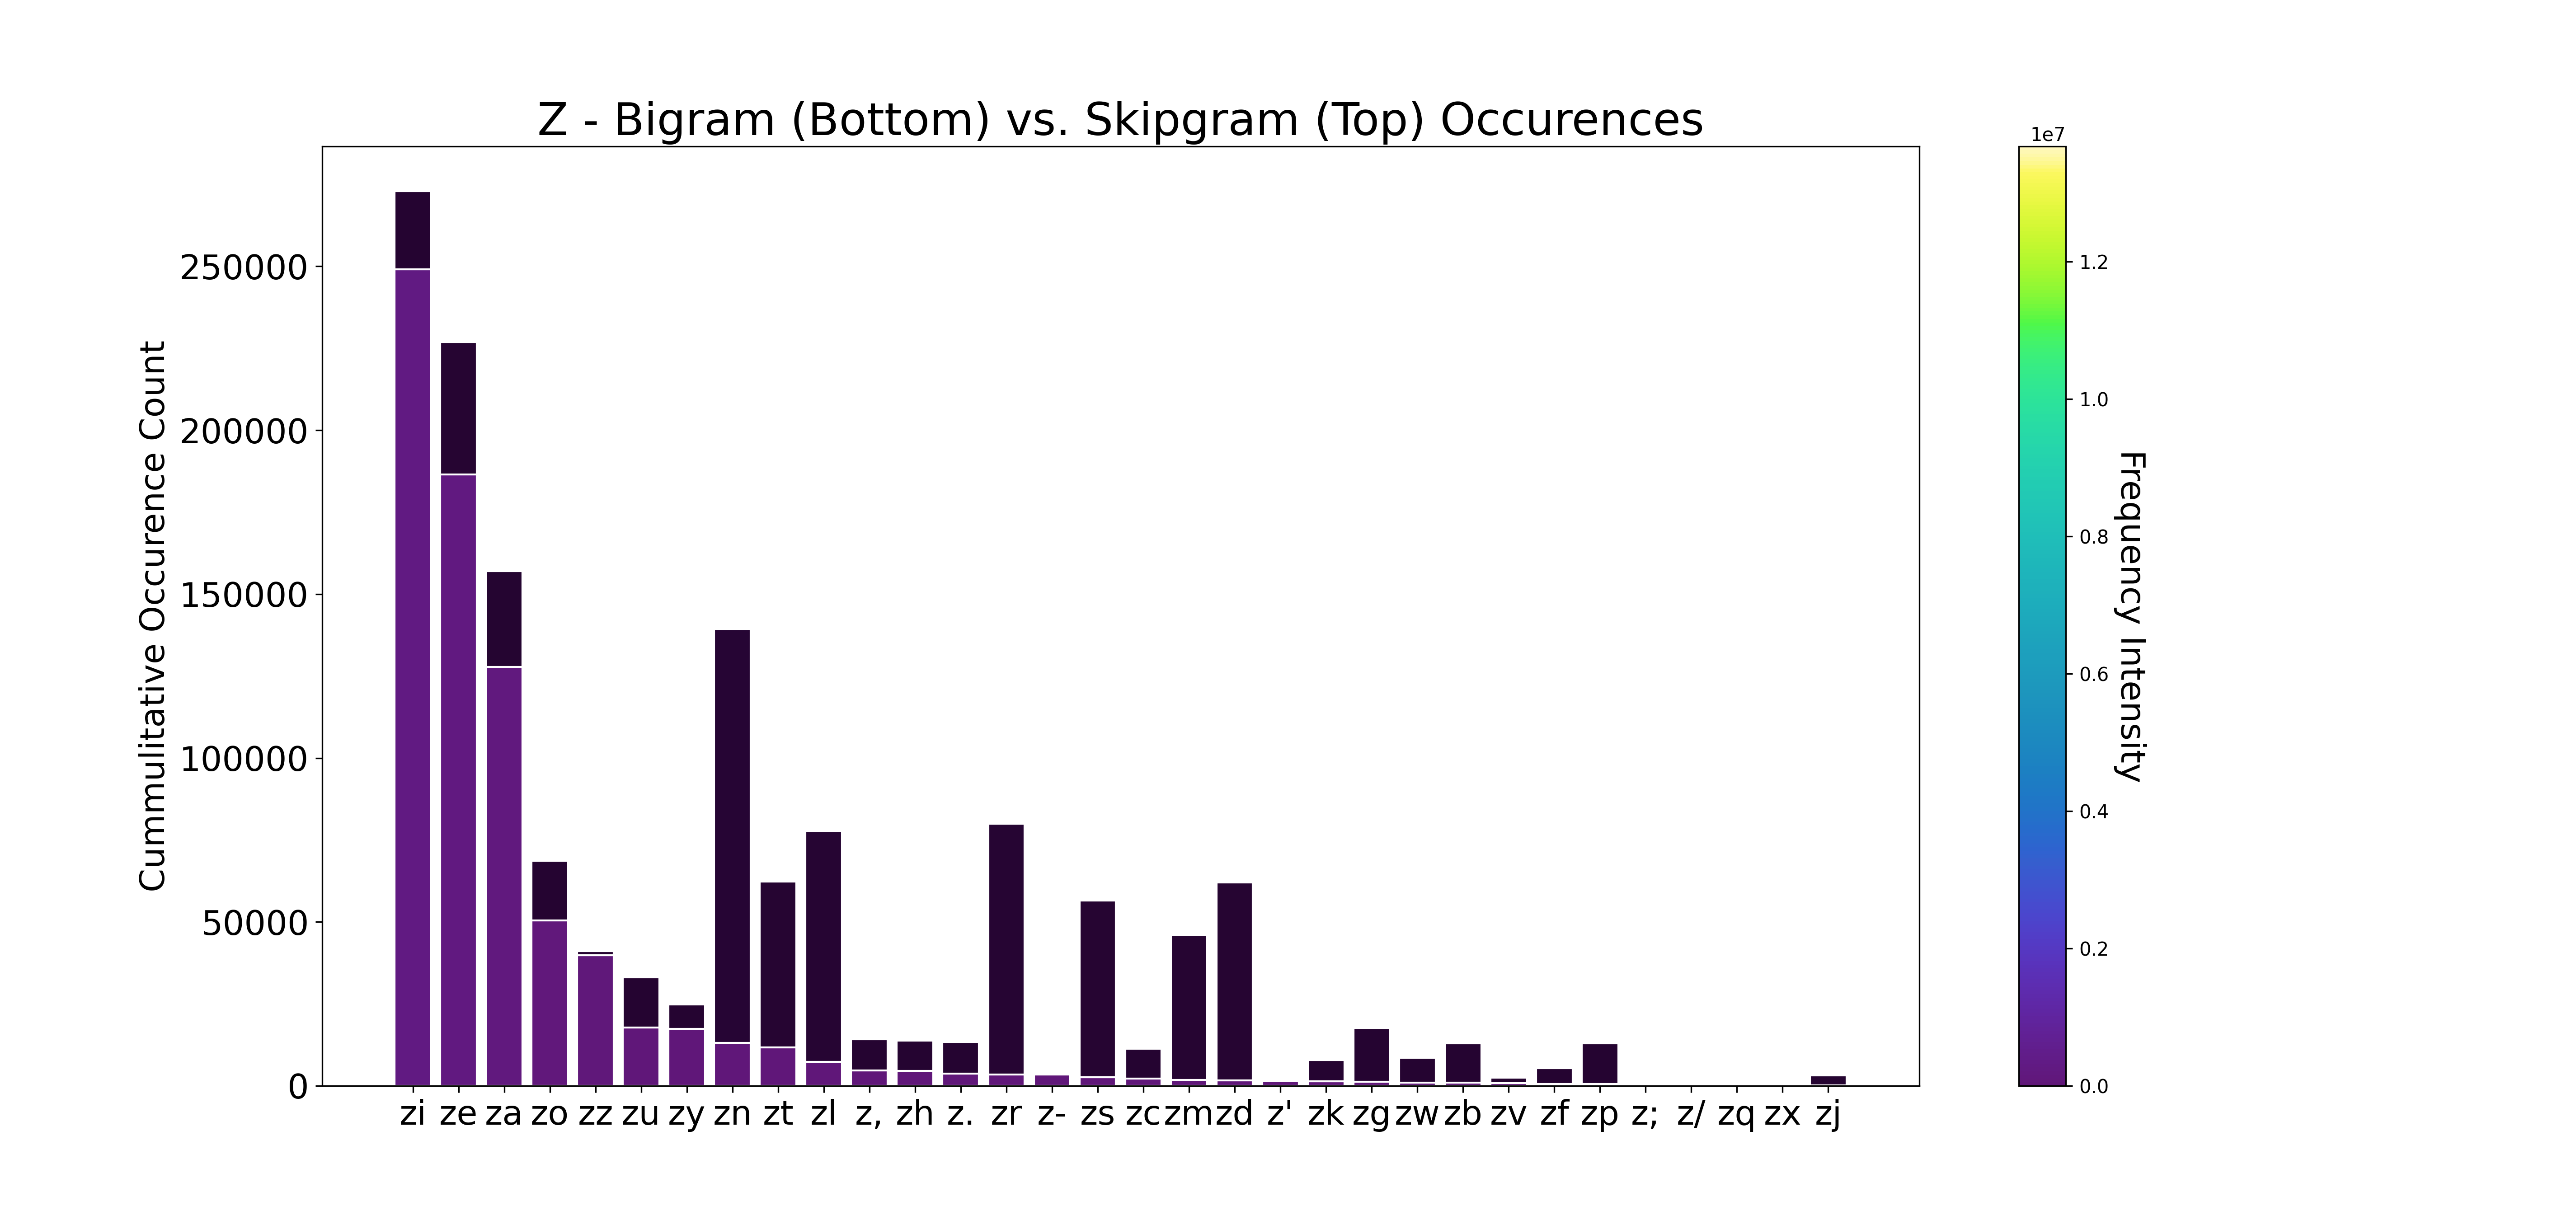 Z - Bigram (Bottom) vs. Skipgram (Top) Occurences
1e7
Cummulitative Occurence Count
250000
200000
150000
100000
50000
0
zi ze za zo zz zu zy zn zt zl z, zh z. zr z- zs zc zm zd z' zk zg zw zb zv zf zp z; z/ zq zx zj
1.2
1.0
0.8
0.6
0.4
0.2
0.0
Frequency Intensity